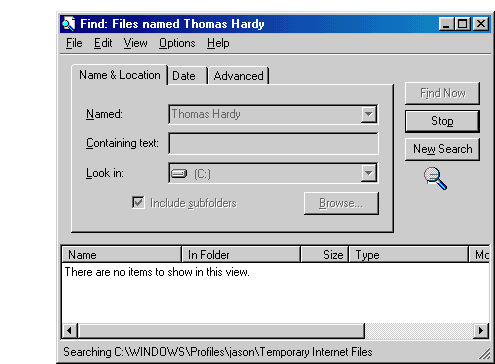 Find: Files named Thomas Hardy
File Edit View Options Help
Name & Location Date Advanced
Find Now
Named: Thomas Hardy
Stop
Containing text:
New Search
Look in: (C:)
Include subfolders Browse...
Name In Folder Size Type Mo
There are no items to show in this view.
Searching C:\WINDOWS\Profiles\jason\Temporary Internet Files